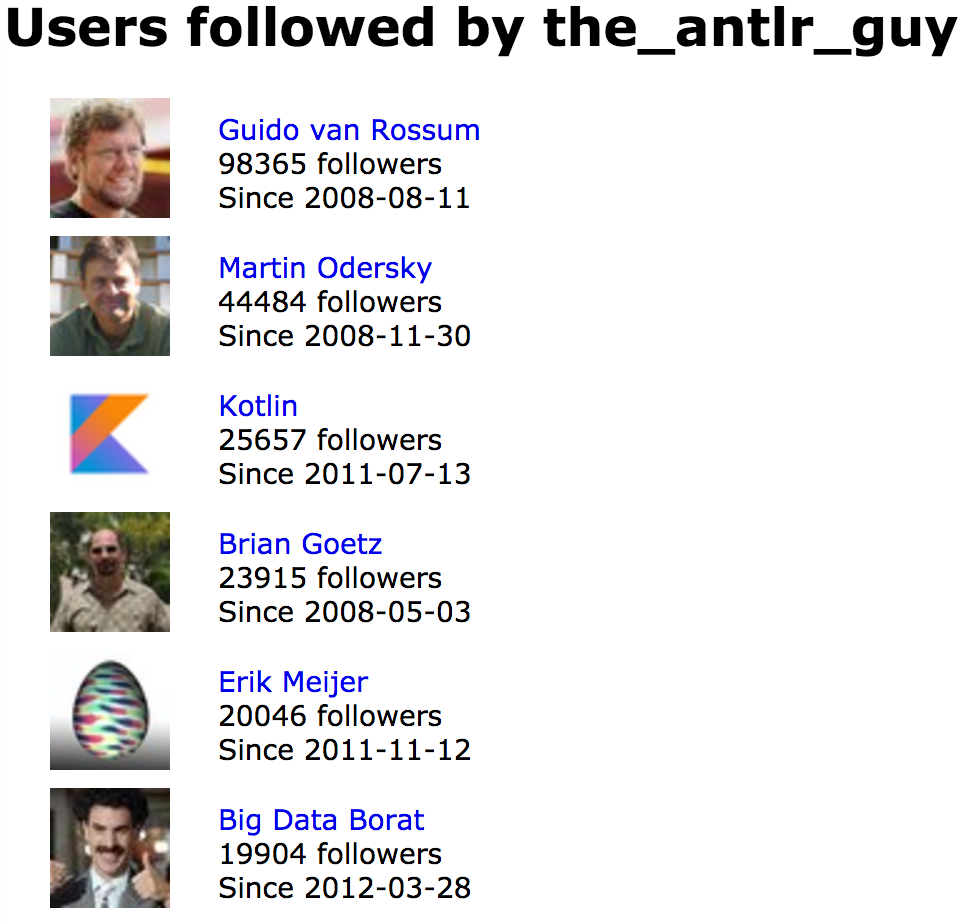 Users followed by the_antlr_guy
Guido van Rossum
98365 followers
Since 2008-08-11
Martin Odersky
44484 followers
Since 2008-11-30
Kotlin
25657 followers
Since 2011-07-13
Brian Goetz
23915 followers
Since 2008-05-03
Erik Meijer
20046 followers
Since 2011-11-12
Big Data Borat
19904 followers
Since 2012-03-28